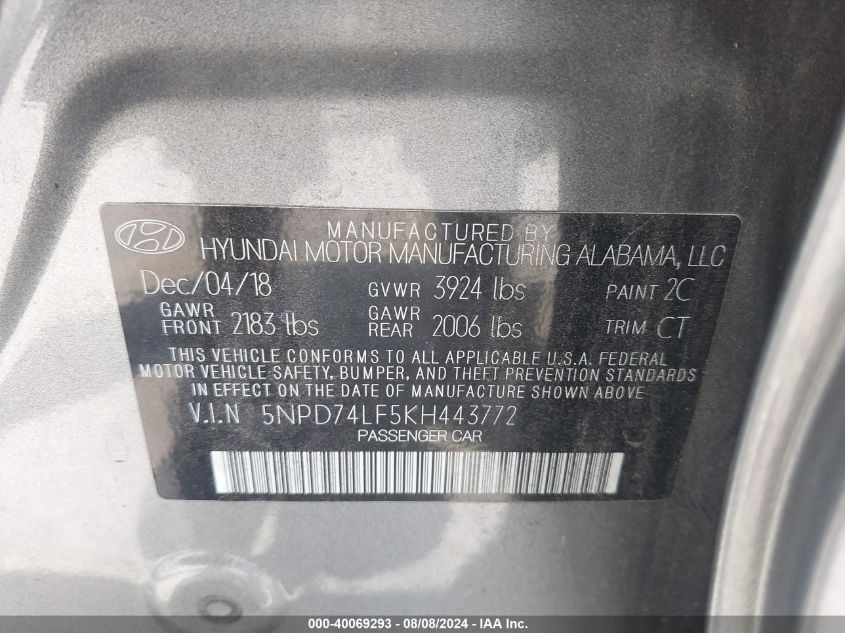 MANUFACTURED BY
HYUNDAI MOTOR MANUFACTURING ALABAMA, LLC
Dec/04/18 GVWR 3924 lbs PAINT 2C
GAWR FRONT 2183 lbs GAWR REAR 2006 lbs TRIM CT
THIS VEHICLE CONFORMS TO ALL APPLICABLE U.S.A. FEDERAL
MOTOR VEHICLE SAFETY, BUMPER, AND THEFT PREVENTION STANDARDS
IN EFFECT ON THE DATE OF MANUFACTURE SHOWN ABOVE
V.I.N 5NPD74LF5KH443772
PASSENGER CAR
000-40069293 - 08/08/2024 - IAA Inc.